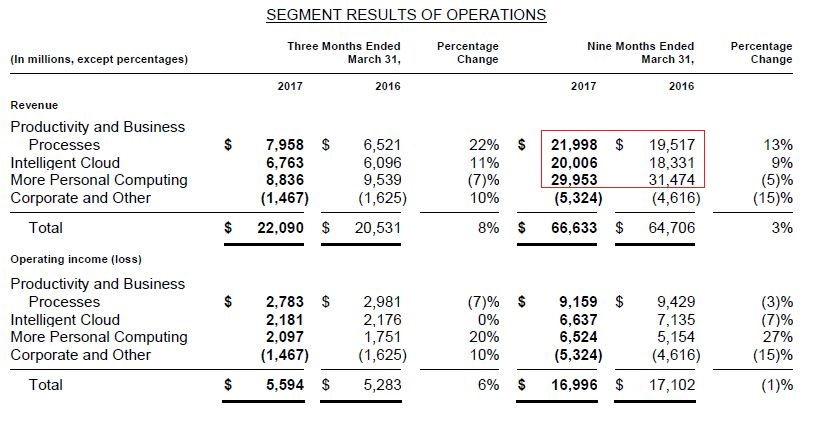 SEGMENT RESULTS OF OPERATIONS
Three Months Ended Percentage Nine Months Ended Percentage
(In millions, except percentages) March 31, Change March 31, Change
2017 2016 2017 2016
Revenue
Productivity and Business
Processes $ 7,958 $ 6,521 22% $ 21,998 $ 19,517 13%
Intelligent Cloud 6,763 6,096 11% 20,006 18,331 9%
More Personal Computing 8,836 9,539 (7)% 29,953 31,474 (5)%
Corporate and Other (1,467) (1,625) 10% (5,324) (4,616) (15)%
Total $ 22,090 $ 20,531 8% $ 66,633 $ 64,706 3%
Operating income (loss)
Productivity and Business
Processes $ 2,783 $ 2,981 (7)% $ 9,159 $ 9,429 (3)%
Intelligent Cloud 2,181 2,176 0% 6,637 7,135 (7)%
More Personal Computing 2,097 1,751 20% 6,524 5,154 27%
Corporate and Other (1,467) (1,625) 10% (5,324) (4,616) (15)%
Total $ 5,594 $ 5,283 6% $ 16,996 $ 17,102 (1)%